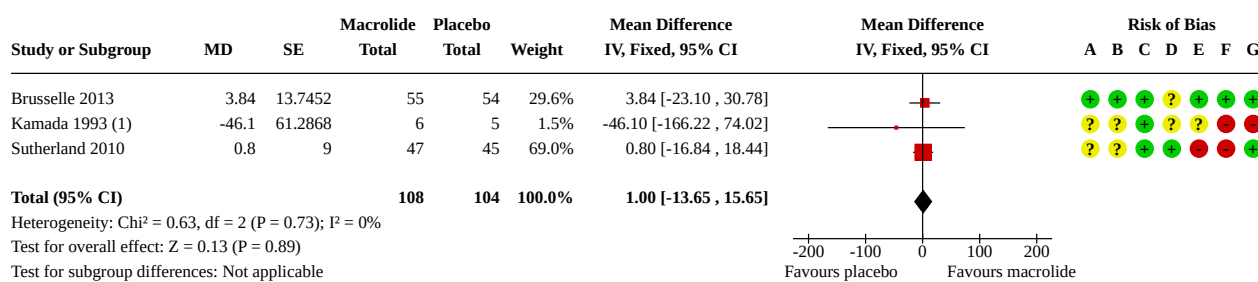 Macrolide Placebo Mean Difference Mean Difference Risk of Bias
Study or Subgroup MD SE Total Total Weight IV, Fixed, 95% CI IV, Fixed, 95% CI A B C D E F G
Brusselle 2013 3.84 13.7452 55 54 29.6% 3.84 [-23.10 , 30.78] + + + ? + + +
Kamada 1993 (1) -46.1 61.2868 6 5 1.5% -46.10 [-166.22 , 74.02] ? ? + ? ? - -
Sutherland 2010 0.8 9 47 45 69.0% 0.80 [-16.84 , 18.44] ? ? + + - - +
Total (95% CI) 108 104 100.0% 1.00 [-13.65 , 15.65]
Heterogeneity: Chi² = 0.63, df = 2 (P = 0.73); I² = 0%
Test for overall effect: Z = 0.13 (P = 0.89)
-200 -100 0 100 200
Test for subgroup differences: Not applicable Favours placebo Favours macrolide